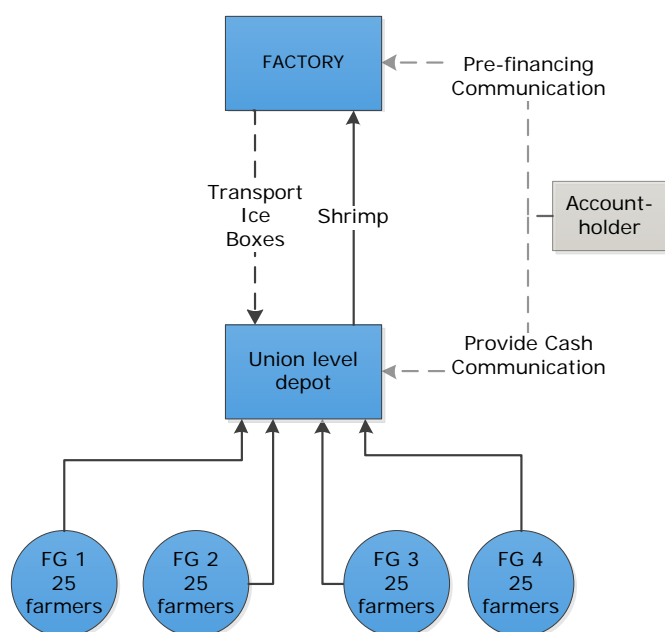 FACTORY
Pre-financing
Communication
Transport
Ice
Boxes
Shrimp
Account-
holder
Union level
depot
Provide Cash
Communication
FG 1
25
farmers
FG 2
25
farmers
FG 3
25
farmers
FG 4
25
farmers